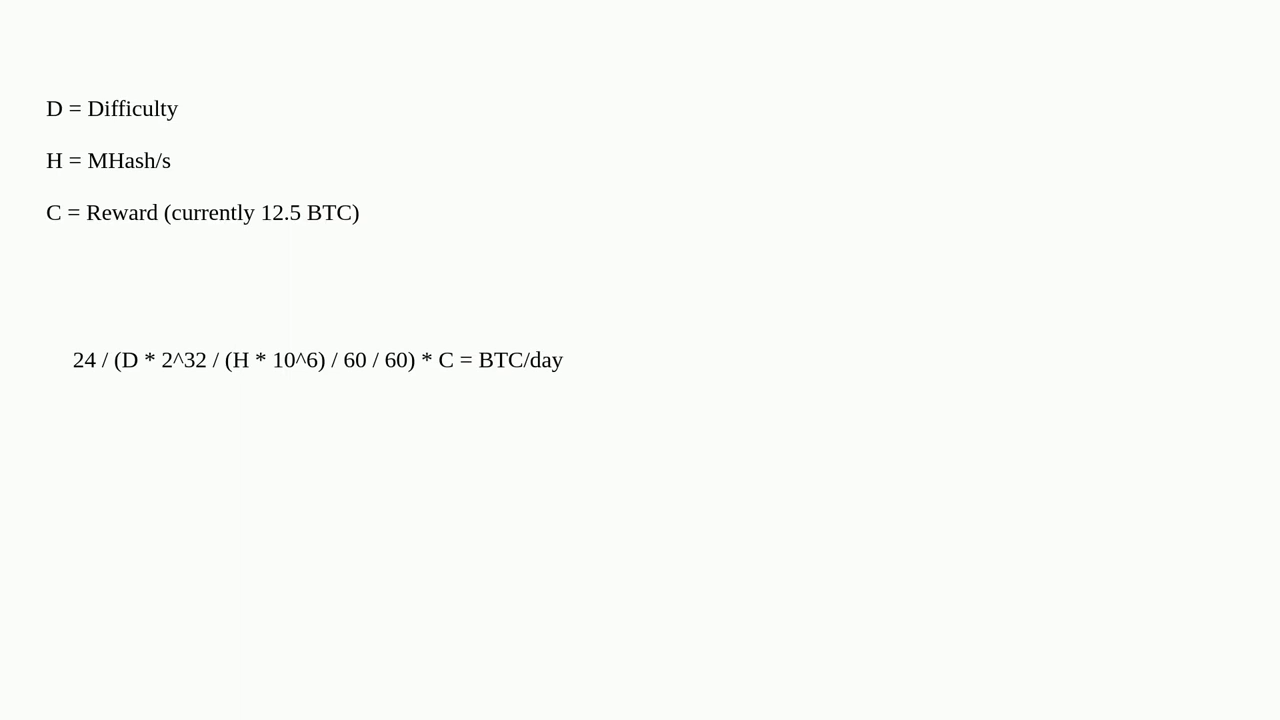 D = Difficulty
H = MHash/s
C = Reward (currently 12.5 BTC)
24 / (D * 2^32 / (H * 10^6) / 60 / 60) * C = BTC/day